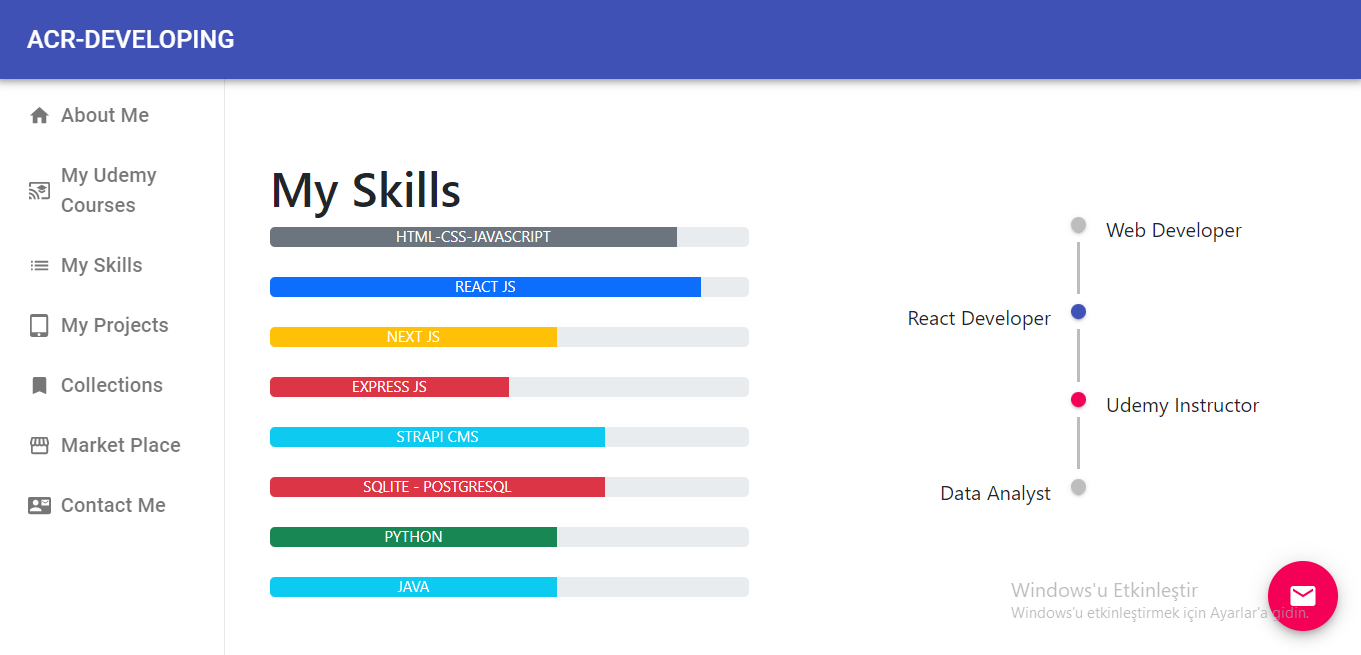 ACR-DEVELOPING
About Me
My Udemy
Courses
My Skills
My Projects
Collections
Market Place
Contact Me
My Skills
HTML-CSS-JAVASCRIPT
REACT JS
NEXT JS
EXPRESS JS
STRAPI CMS
SQLITE - POSTGRESQL
PYTHON
JAVA
Web Developer
React Developer
Udemy Instructor
Data Analyst
Windows'u Etkinleştir
Windows'u etkinleştirmek için Ayarlar'a gidin.